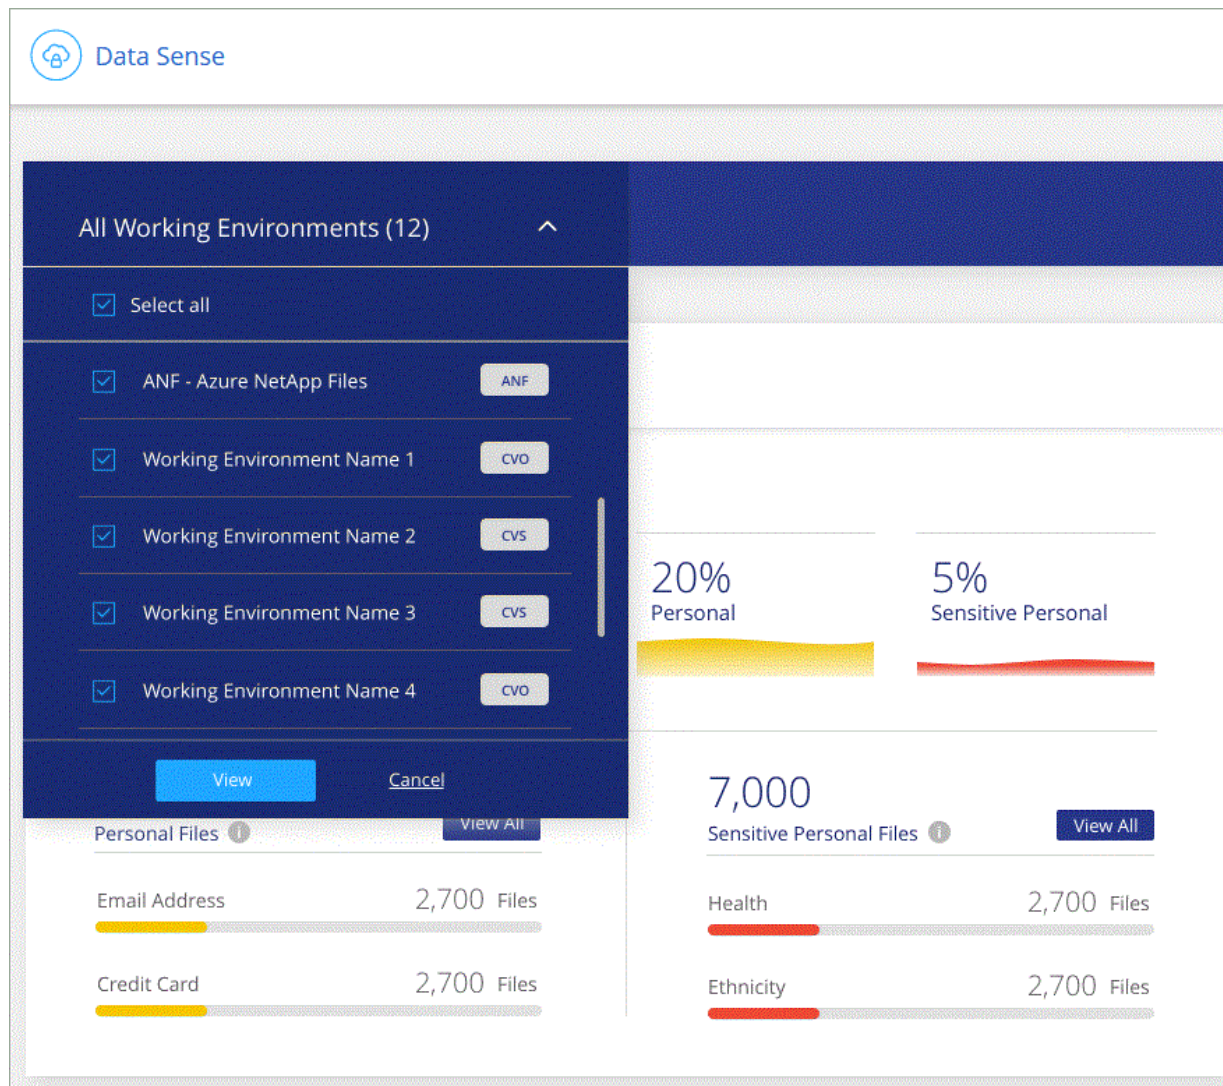 Data Sense
All Working Environments (12)
Select all
ANF - Azure NetApp Files ANF
Working Environment Name 1 CVO
Working Environment Name 2 CVS
Working Environment Name 3 CVS
Working Environment Name 4 CVO
View Cancel
20%
Personal
5%
Sensitive Personal
Personal Files i View All
Email Address 2,700 Files
Credit Card 2,700 Files
7,000
Sensitive Personal Files i View All
Health 2,700 Files
Ethnicity 2,700 Files